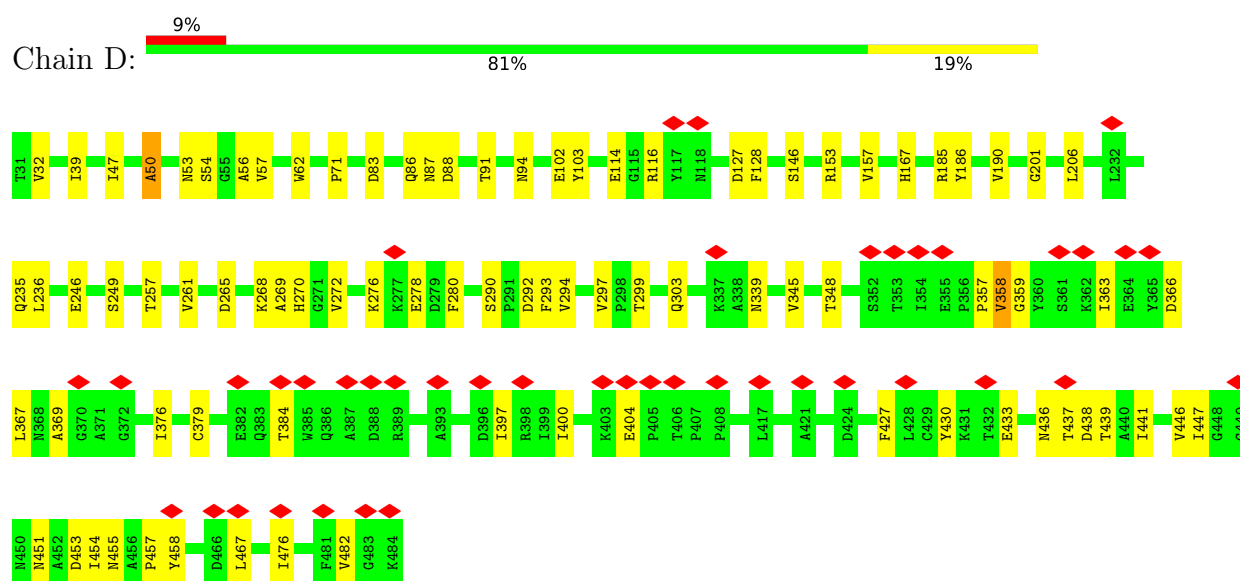 9%
Chain D:
81% 19%
T31 V32 I39 I47 A50 N53 S54 G55 A56 V57 W62 P71 D83 Q86 N87 D88 T91 N94 E102 Y103 E114 G115 R116 Y117 N118 D127 F128 S146 R153 V157 H167 R185 Y186 V190 G201 L206 L232
Q235 L236 E246 S249 T257 V261 D265 K268 A269 H270 G271 V272 K276 K277 E278 D279 F280 S290 P291 D292 F293 V294 V297 P298 T299 Q303 K337 A338 N339 V345 T348 S352 T353 I354 E355 P356 P357 V358 G359 Y360 S361 K362 I363 E364 Y365 D366
L367 N368 A369 G370 A371 G372 I376 C379 E382 Q383 T384 W385 Q386 A387 D388 R389 A393 D396 I397 R398 I399 I400 K403 E404 P405 T406 P407 P408 L417 A421 D424 F427 L428 C429 Y430 K431 T432 E433 N436 T437 D438 T439 A440 I441 V446 I447 G448
N450 N451 A452 D453 I454 N455 A456 P457 Y458 D466 L467 I476 F481 V482 G483 K484